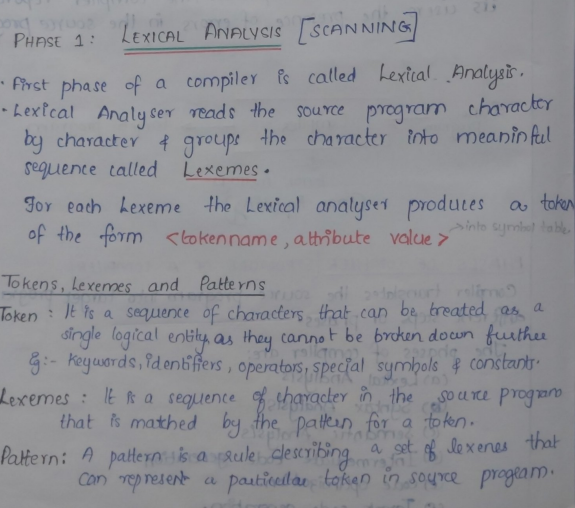 PHASE 1: LEXICAL ANALYSIS [SCANNING]
• First phase of a compiler is called Lexical Analysis.
• Lexical Analyser reads the source program character
by character & groups the character into meaninful
sequence called Lexemes.
For each Lexeme the Lexical analyser produces a token
of the form <tokenname, attribute value> →into symbol table.
Tokens, Lexemes and Patterns
Token : It is a sequence of characters that can be treated as a
single logical entity as they cannot be broken down further
Eg:- Keywords, identifiers, operators, special symbols & constants.
Lexemes : It is a sequence of character in the source program
that is matched by the pattern for a token.
Pattern: A pattern is a rule describing a set of lexenes that
can represent a particular token in source program.